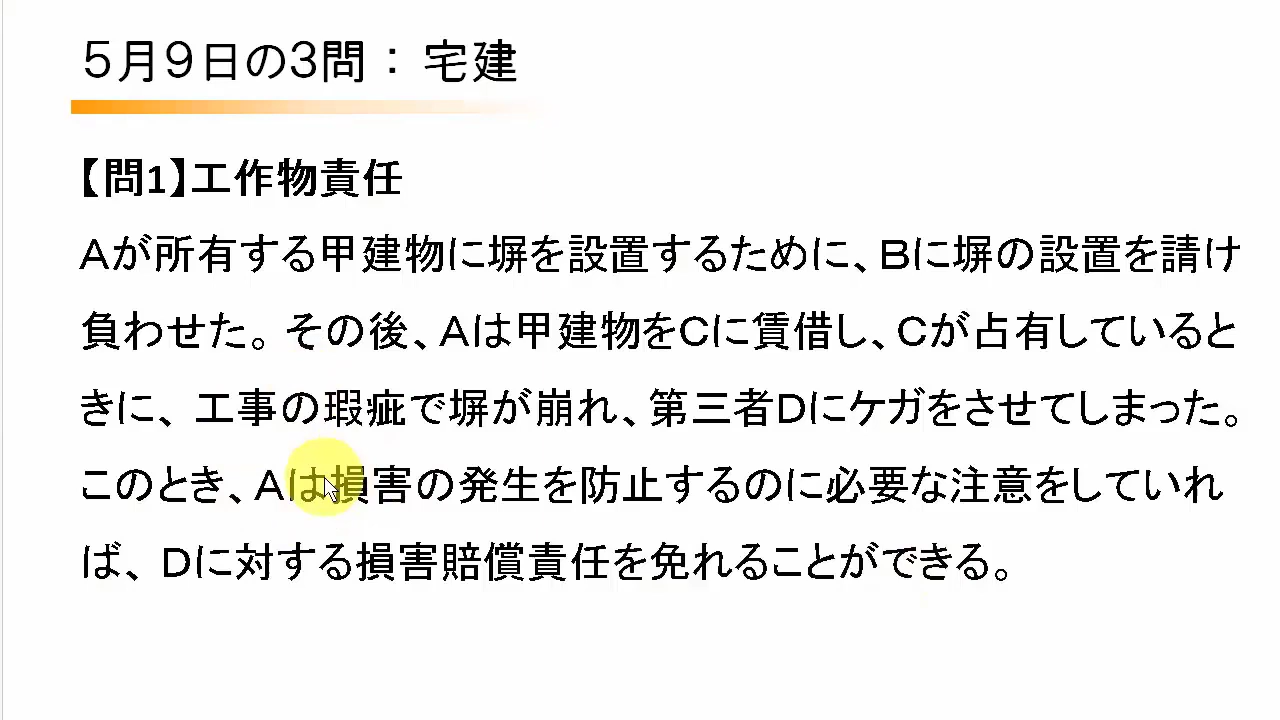 ５月９日の３問：宅建
【問1】工作物責任
Ａが所有する甲建物に塀を設置するために、Ｂに塀の設置を請け
負わせた。その後、Ａは甲建物をＣに賃借し、Ｃが占有していると
きに、工事の瑕疵で塀が崩れ、第三者Ｄにケガをさせてしまった。
このとき、Ａは損害の発生を防止するのに必要な注意をしていれ
ば、Ｄに対する損害賠償責任を免れることができる。